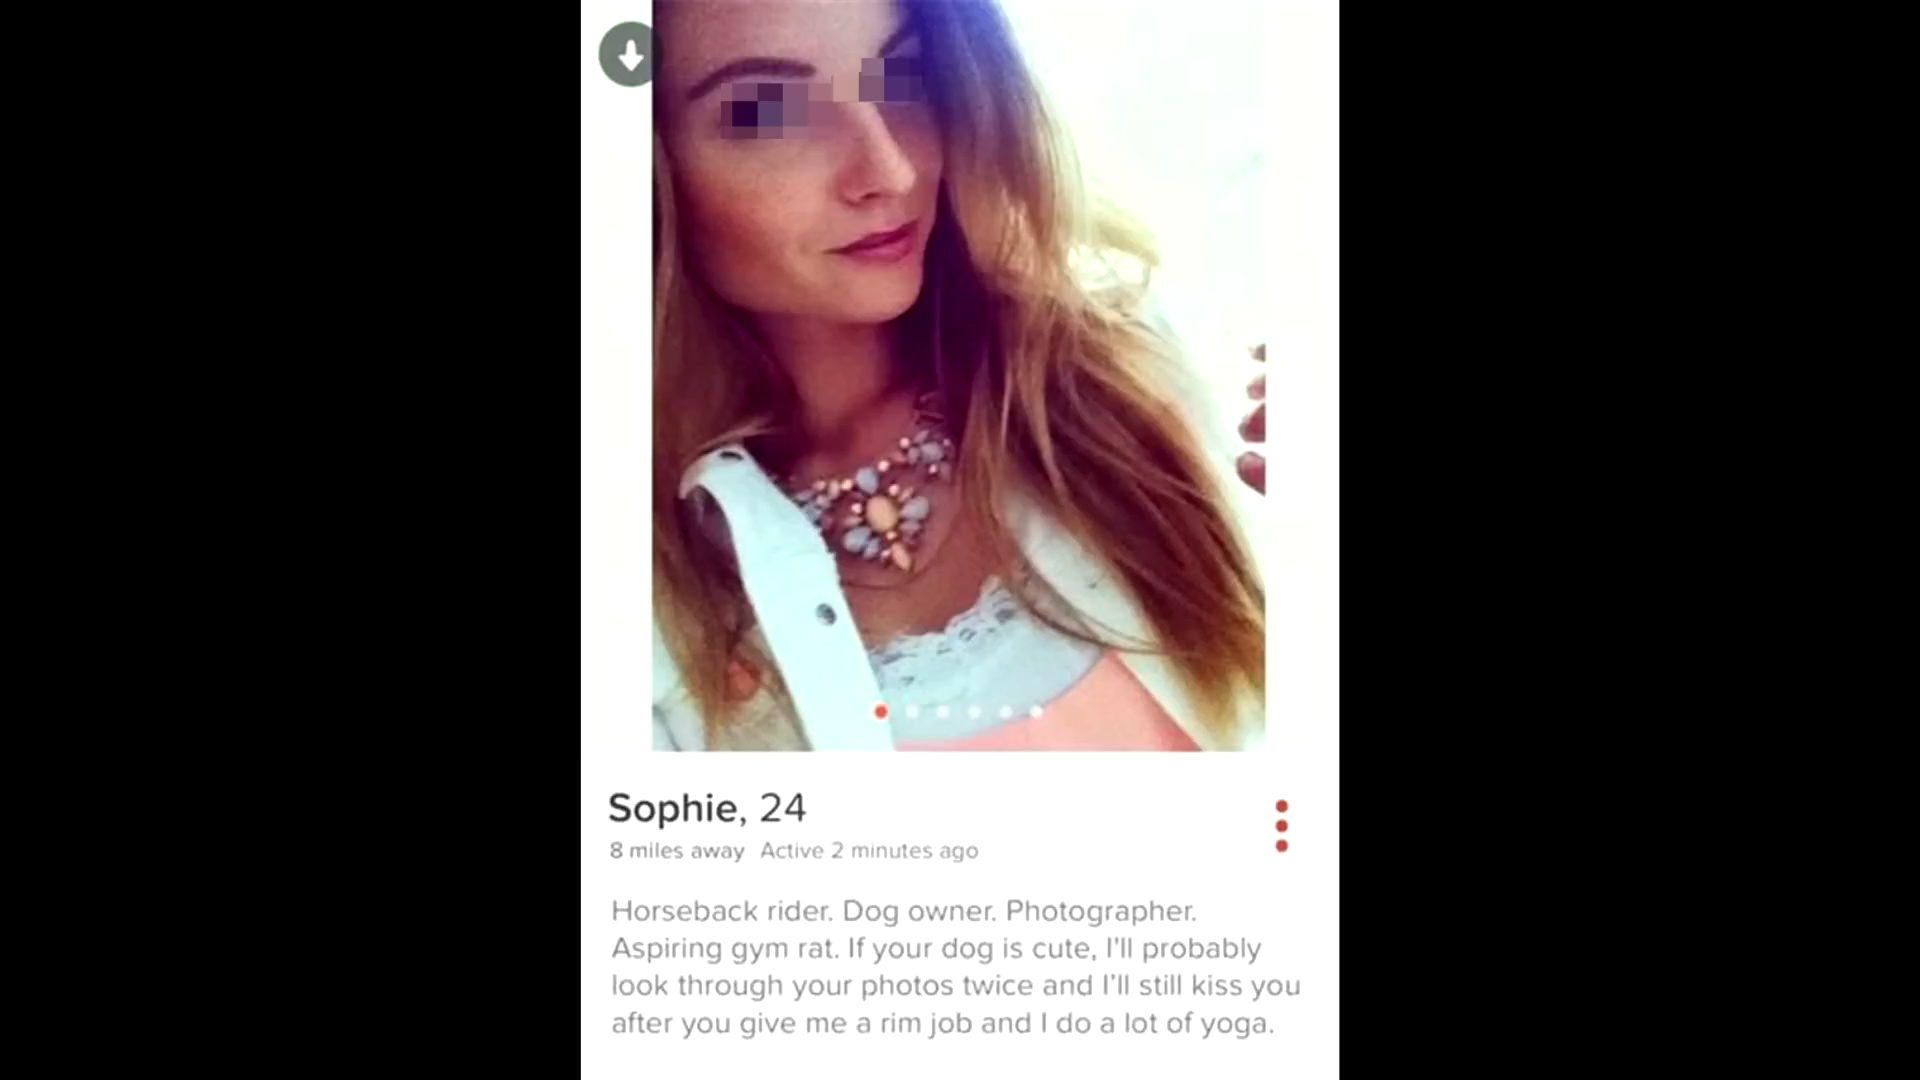 Sophie, 24
8 miles away Active 2 minutes ago
Horseback rider. Dog owner. Photographer.
Aspiring gym rat. If your dog is cute, I'll probably
look through your photos twice and I'll still kiss you
after you give me a rim job and I do a lot of yoga.